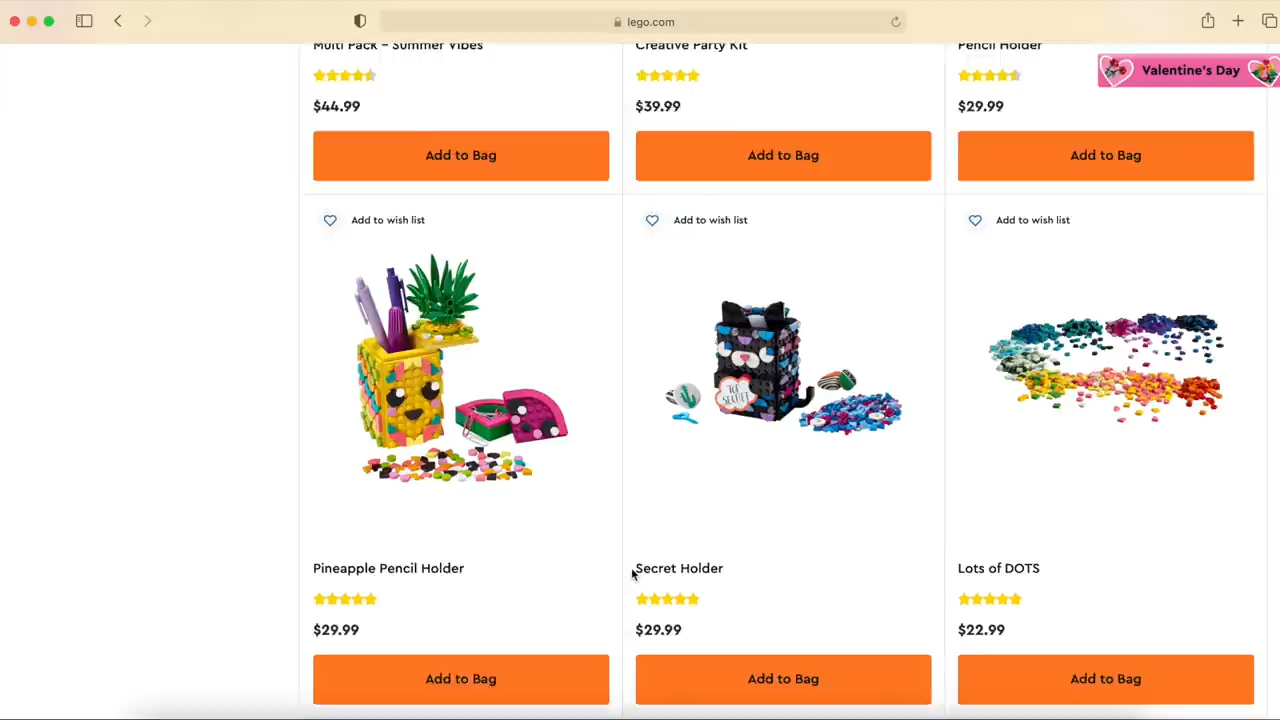 lego.com
Multi Pack – Summer Vibes
Creative Party Kit
Pencil Holder
Valentine's Day
$44.99
$39.99
$29.99
Add to Bag
Add to Bag
Add to Bag
Add to wish list
Add to wish list
Add to wish list
TOP
SECRET
Pineapple Pencil Holder
Secret Holder
Lots of DOTS
$29.99
$29.99
$22.99
Add to Bag
Add to Bag
Add to Bag